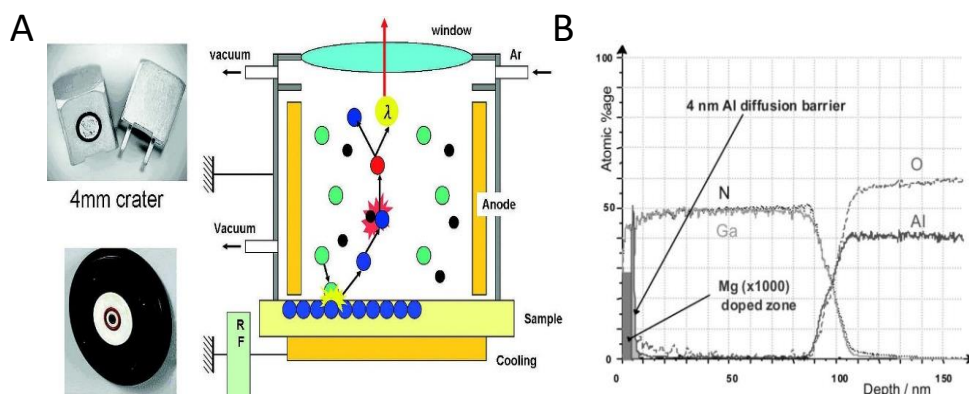 A
4mm crater
window
vacuum
Ar
λ
Anode
Vacuum
Sample
R
F
Cooling
B
Atomic %age
100
50
0
4 nm Al diffusion barrier
O
N
Ga
Al
Mg (x1000)
doped zone
0
50
100
150
Depth / nm